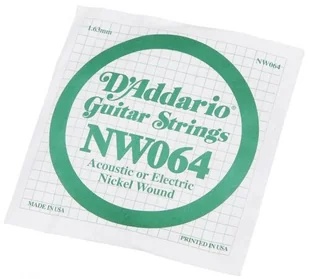 1.63mm
NW064
D'Addario®
Guitar Strings
NW064
Acoustic or Electric
Nickel Wound
MADE IN USA
PRINTED IN USA